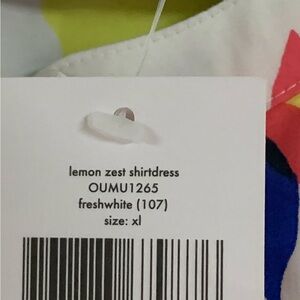 lemon zest shirtdress
OUMU1265
freshwhite (107)
size: xl